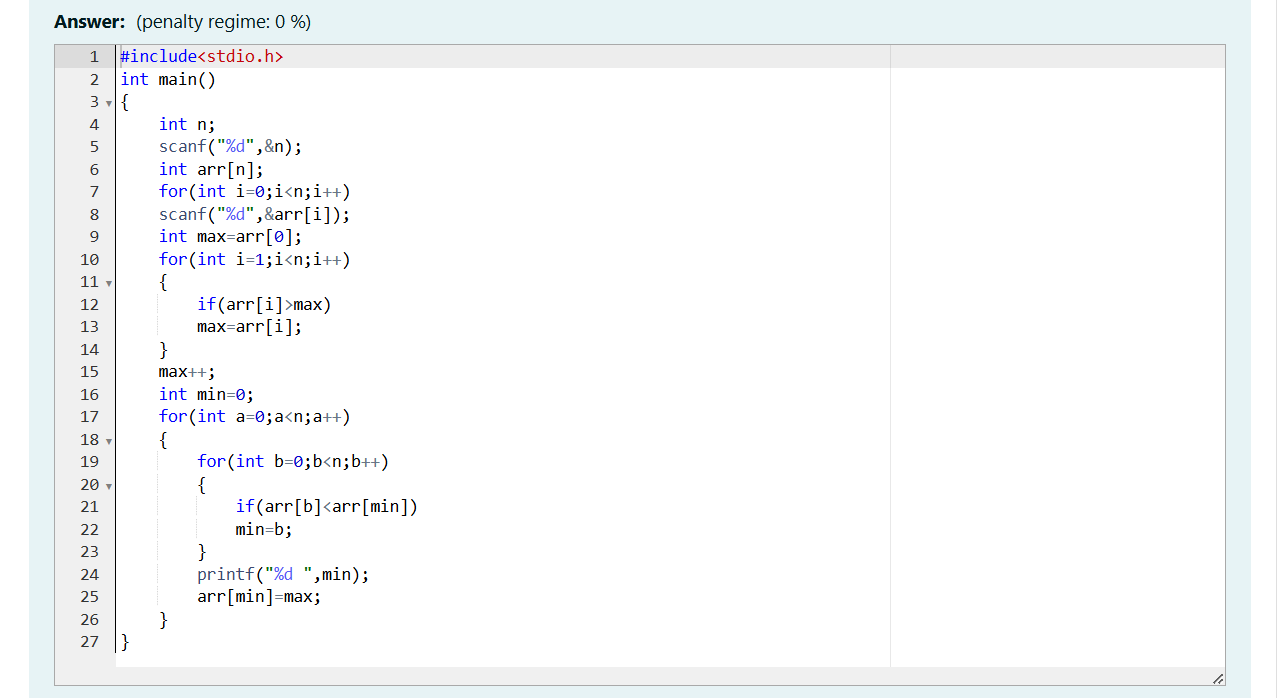 Answer: (penalty regime: 0 %)
1 #include<stdio.h>
2 int main()
3 {
4     int n;
5     scanf("%d",&n);
6     int arr[n];
7     for(int i=0;i<n;i++)
8     scanf("%d",&arr[i]);
9     int max=arr[0];
10     for(int i=1;i<n;i++)
11     {
12         if(arr[i]>max)
13         max=arr[i];
14     }
15     max++;
16     int min=0;
17     for(int a=0;a<n;a++)
18     {
19         for(int b=0;b<n;b++)
20         {
21             if(arr[b]<arr[min])
22             min=b;
23         }
24         printf("%d ",min);
25         arr[min]=max;
26     }
27 }